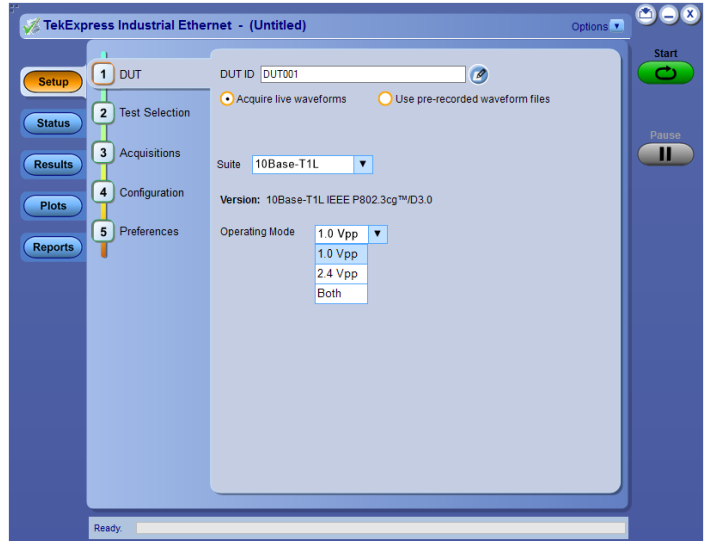 TekExpress Industrial Ethernet - (Untitled)
Options
Start
Pause
Setup
Status
Results
Plots
Reports
1 DUT
2 Test Selection
3 Acquisitions
4 Configuration
5 Preferences
DUT ID DUT001
Acquire live waveforms Use pre-recorded waveform files
Suite 10Base-T1L
Version: 10Base-T1L IEEE P802.3cg™/D3.0
Operating Mode 1.0 Vpp
1.0 Vpp
2.4 Vpp
Both
Ready.